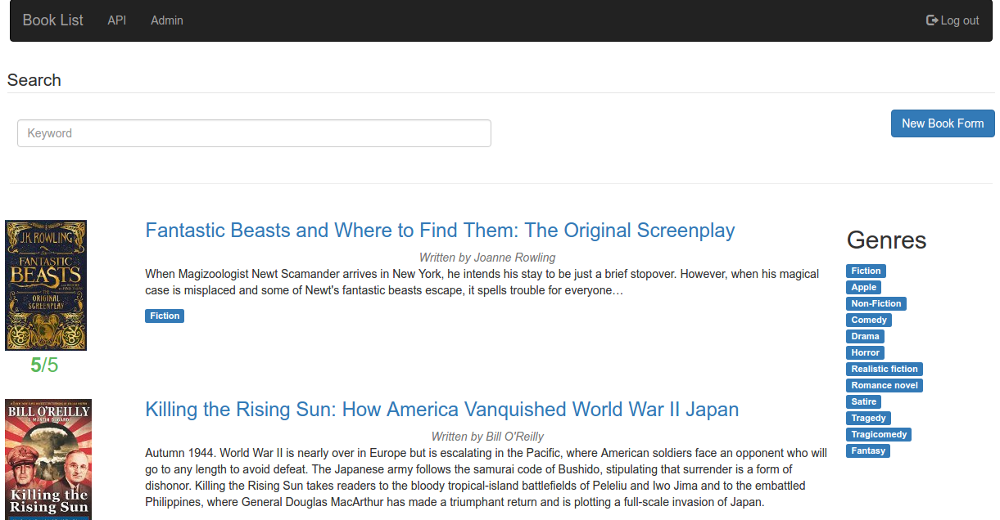 Book List API Admin Log out
Search
Keyword
New Book Form
J.K. ROWLING
FANTASTIC
BEASTS
AND WHERE TO FIND THEM
THE
ORIGINAL
SCREENPLAY
5/5
Fantastic Beasts and Where to Find Them: The Original Screenplay
Written by Joanne Rowling
When Magizoologist Newt Scamander arrives in New York, he intends his stay to be just a brief stopover. However, when his magical
case is misplaced and some of Newt's fantastic beasts escape, it spells trouble for everyone…
Fiction
BILL O'REILLY
& MARTIN DUGARD
Killing the
Rising Sun
Killing the Rising Sun: How America Vanquished World War II Japan
Written by Bill O'Reilly
Autumn 1944. World War II is nearly over in Europe but is escalating in the Pacific, where American soldiers face an opponent who will
go to any length to avoid defeat. The Japanese army follows the samurai code of Bushido, stipulating that surrender is a form of
dishonor. Killing the Rising Sun takes readers to the bloody tropical-island battlefields of Peleliu and Iwo Jima and to the embattled
Philippines, where General Douglas MacArthur has made a triumphant return and is plotting a full-scale invasion of Japan.
Genres
Fiction
Apple
Non-Fiction
Comedy
Drama
Horror
Realistic fiction
Romance novel
Satire
Tragedy
Tragicomedy
Fantasy